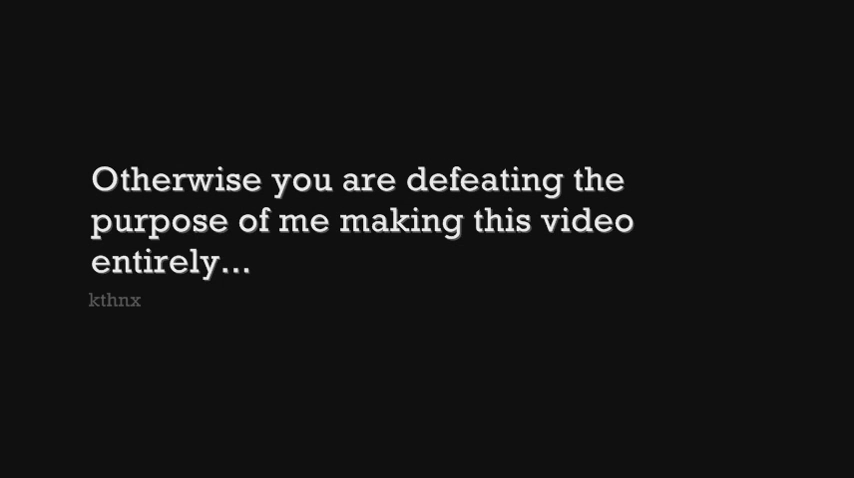 Otherwise you are defeating the
purpose of me making this video
entirely...
kthnx